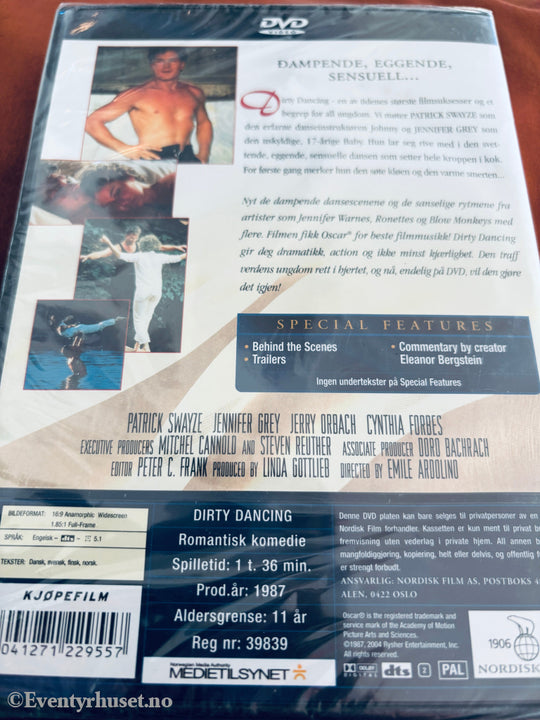 DVD
VIDEO
DAMPENDE, EGGENDE,
SENSUELL...
Dirty Dancing - en av tidenes største filmsuksesser og et
begrep for all ungdom. Vi møter PATRICK SWAYZE som
den erfarne danseinstruktøren Johnny og JENNIFER GREY som
den uskyldige, 17-årige Baby. Hun lar seg rive med i den svet-
tende, eggende, sensuelle dansen som setter hele kroppen i kok.
For første gang merker hun den søte kløen og den varme smerten...
Nyt de dampende dansescenene og de sanselige rytmene fra
artister som Jennifer Warnes, Ronettes og Blow Monkeys med
flere. Filmen fikk Oscar® for beste filmmusikk! Dirty Dancing
gir deg dramatikk, action og ikke minst kjærlighet. Den traff
verdens ungdom rett i hjertet, og nå, endelig på DVD, vil den gjøre
det igjen!
SPECIAL FEATURES
• Behind the Scenes
• Trailers
• Commentary by creator
Eleanor Bergstein
Ingen undertekster på Special Features
PATRICK SWAYZE JENNIFER GREY JERRY ORBACH CYNTHIA FORBES
EXECUTIVE PRODUCERS MITCHEL CANNOLD AND STEVEN REUTHER ASSOCIATE PRODUCER DORO BACHRACH
EDITOR PETER C. FRANK PRODUCED BY LINDA GOTTLIEB DIRECTED BY EMILE ARDOLINO
BILDEFORMAT: 16:9 Anamorphic Widescreen
1.85:1 Full-Frame
SPRÅK: Engelsk - dts - 5.1
TEKSTER: Dansk, svensk, finsk, norsk.
KJØPEFILM
041271229557
DIRTY DANCING
Romantisk komedie
Spilletid: 1 t. 36 min.
Prod.år: 1987
Aldersgrense: 11 år
Reg nr: 39839
Norwegian Media Authority
MEDIETILSYNET
Denne DVD platen kan bare selges til privatpersoner av en
Nordisk Film forhandler. Kassetten er kun ment til privat br
fremvisning uten vederlag i private hjem. All annen b
mangfoldiggjøring, kopiering, helt eller delvis, og offentlig f
er strengt forbudt.
ANSVARLIG: NORDISK FILM AS, POSTBOKS 4
ALEN, 0422 OSLO
Oscar® is the registered trademark and
service mark of the Academy of Motion
Picture Arts and Sciences.
©1987, 2004 Rysher Entertainment, Inc.
All Rights Reserved.
1906
NORDISK
DOLBY
DIGITAL
dts
2
PAL
©Eventyrhuset.no